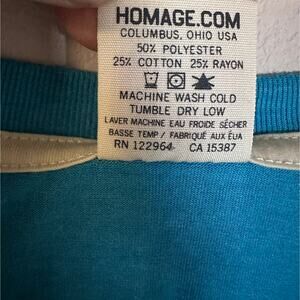 HOMAGE.COM
COLUMBUS, OHIO USA
50% POLYESTER
25% COTTON 25% RAYON
MACHINE WASH COLD
TUMBLE DRY LOW
LAVER MACHINE EAU FROIDE SÉCHER
BASSE TEMP/ FABRIQUÉ AUX ÉUA
RN 122964 CA 15387